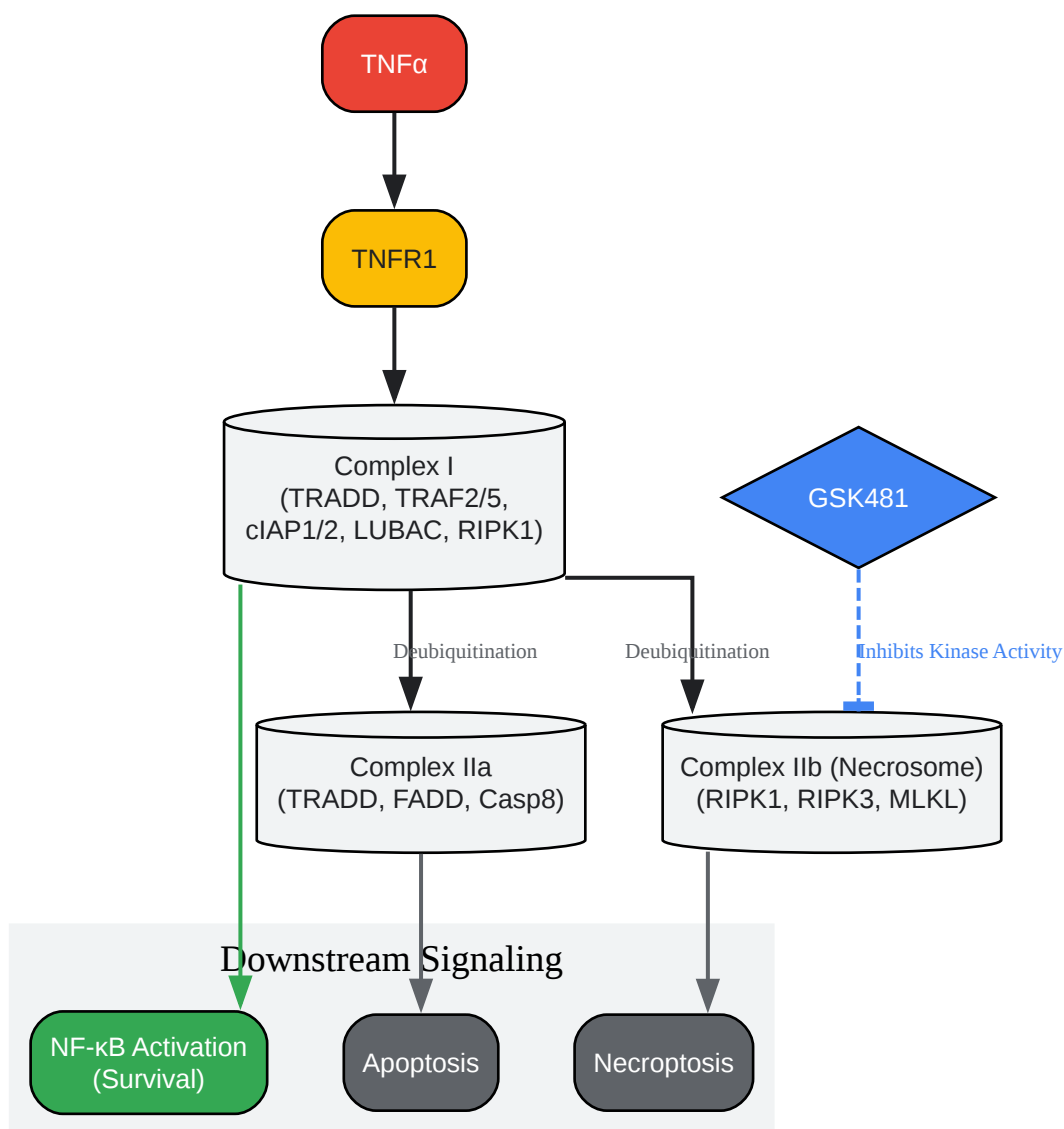 TNFα
TNFR1
Complex I
(TRADD, TRAF2/5,
cIAP1/2, LUBAC, RIPK1)
GSK481
Deubiquitination
Deubiquitination
Inhibits Kinase Activity
Complex IIa
(TRADD, FADD, Casp8)
Complex IIb (Necrosome)
(RIPK1, RIPK3, MLKL)
Downstream Signaling
NF-κB Activation
(Survival)
Apoptosis
Necroptosis